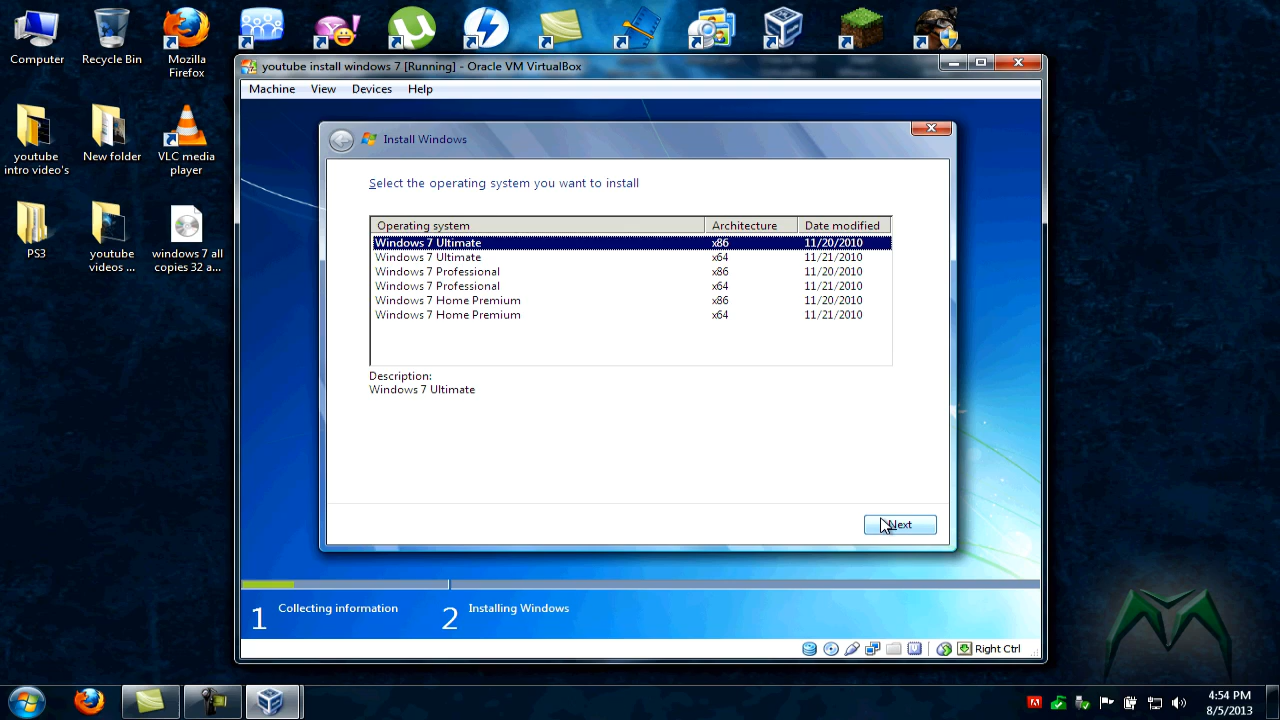 Computer
Recycle Bin
Mozilla
Firefox
youtube
intro video's
New folder
VLC media
player
PS3
youtube
videos ...
windows 7 all
copies 32 a...
youtube install windows 7 [Running] - Oracle VM VirtualBox
Machine View Devices Help
Install Windows
Select the operating system you want to install
Operating system Architecture Date modified
Windows 7 Ultimate x86 11/20/2010
Windows 7 Ultimate x64 11/21/2010
Windows 7 Professional x86 11/20/2010
Windows 7 Professional x64 11/21/2010
Windows 7 Home Premium x86 11/20/2010
Windows 7 Home Premium x64 11/21/2010
Description:
Windows 7 Ultimate
Next
1 Collecting information 2 Installing Windows
Right Ctrl
4:54 PM
8/5/2013